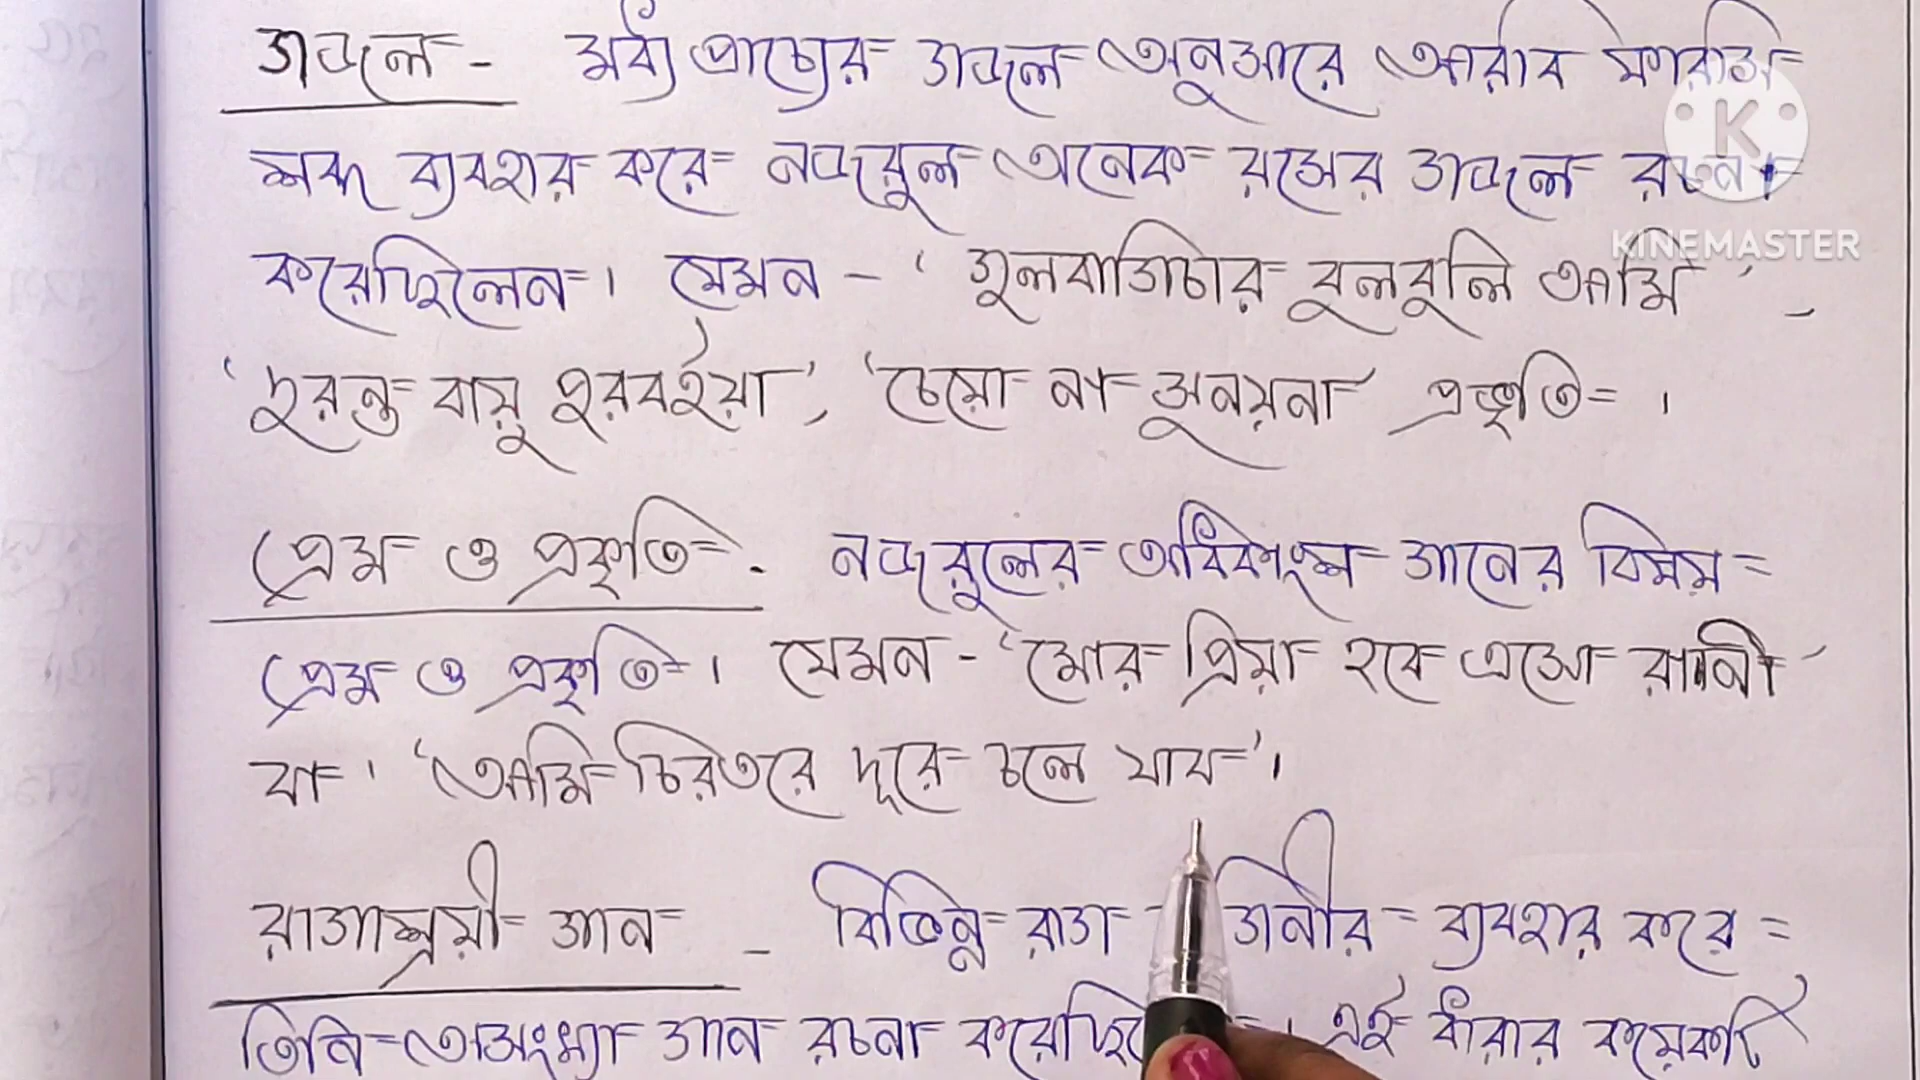 গজল - মধ্য প্রাচ্যের গজল অনুসারে আরবি ফারসি
শব্দ ব্যবহার করে নজরুল অনেক রসের গজল রচনা
করেছিলেন। যেমন - 'গুলবাগিচার বুলবুলি আমি',
'দুরন্ত বায়ু পুরবইয়া', 'চেয়ো না সুনয়না' প্রভৃতি।
প্রেম ও প্রকৃতি - নজরুলের অধিকাংশ গানের বিষয়
প্রেম ও প্রকৃতি। যেমন - 'মোর প্রিয়া হবে এসো রানী'
বা 'আমি চিরতরে দূরে চলে যাব'।
রাগাশ্রয়ী গান - বিভিন্ন রাগ ব্যবহার করে
তিনি অসংখ্য গান রচনা এই ধারার কয়েকটি
KINEMASTER